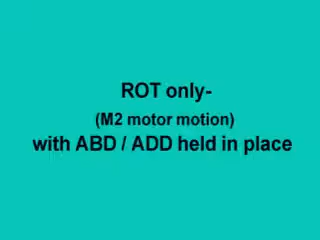 ROT only-
(M2 motor motion)
with ABD / ADD held in place